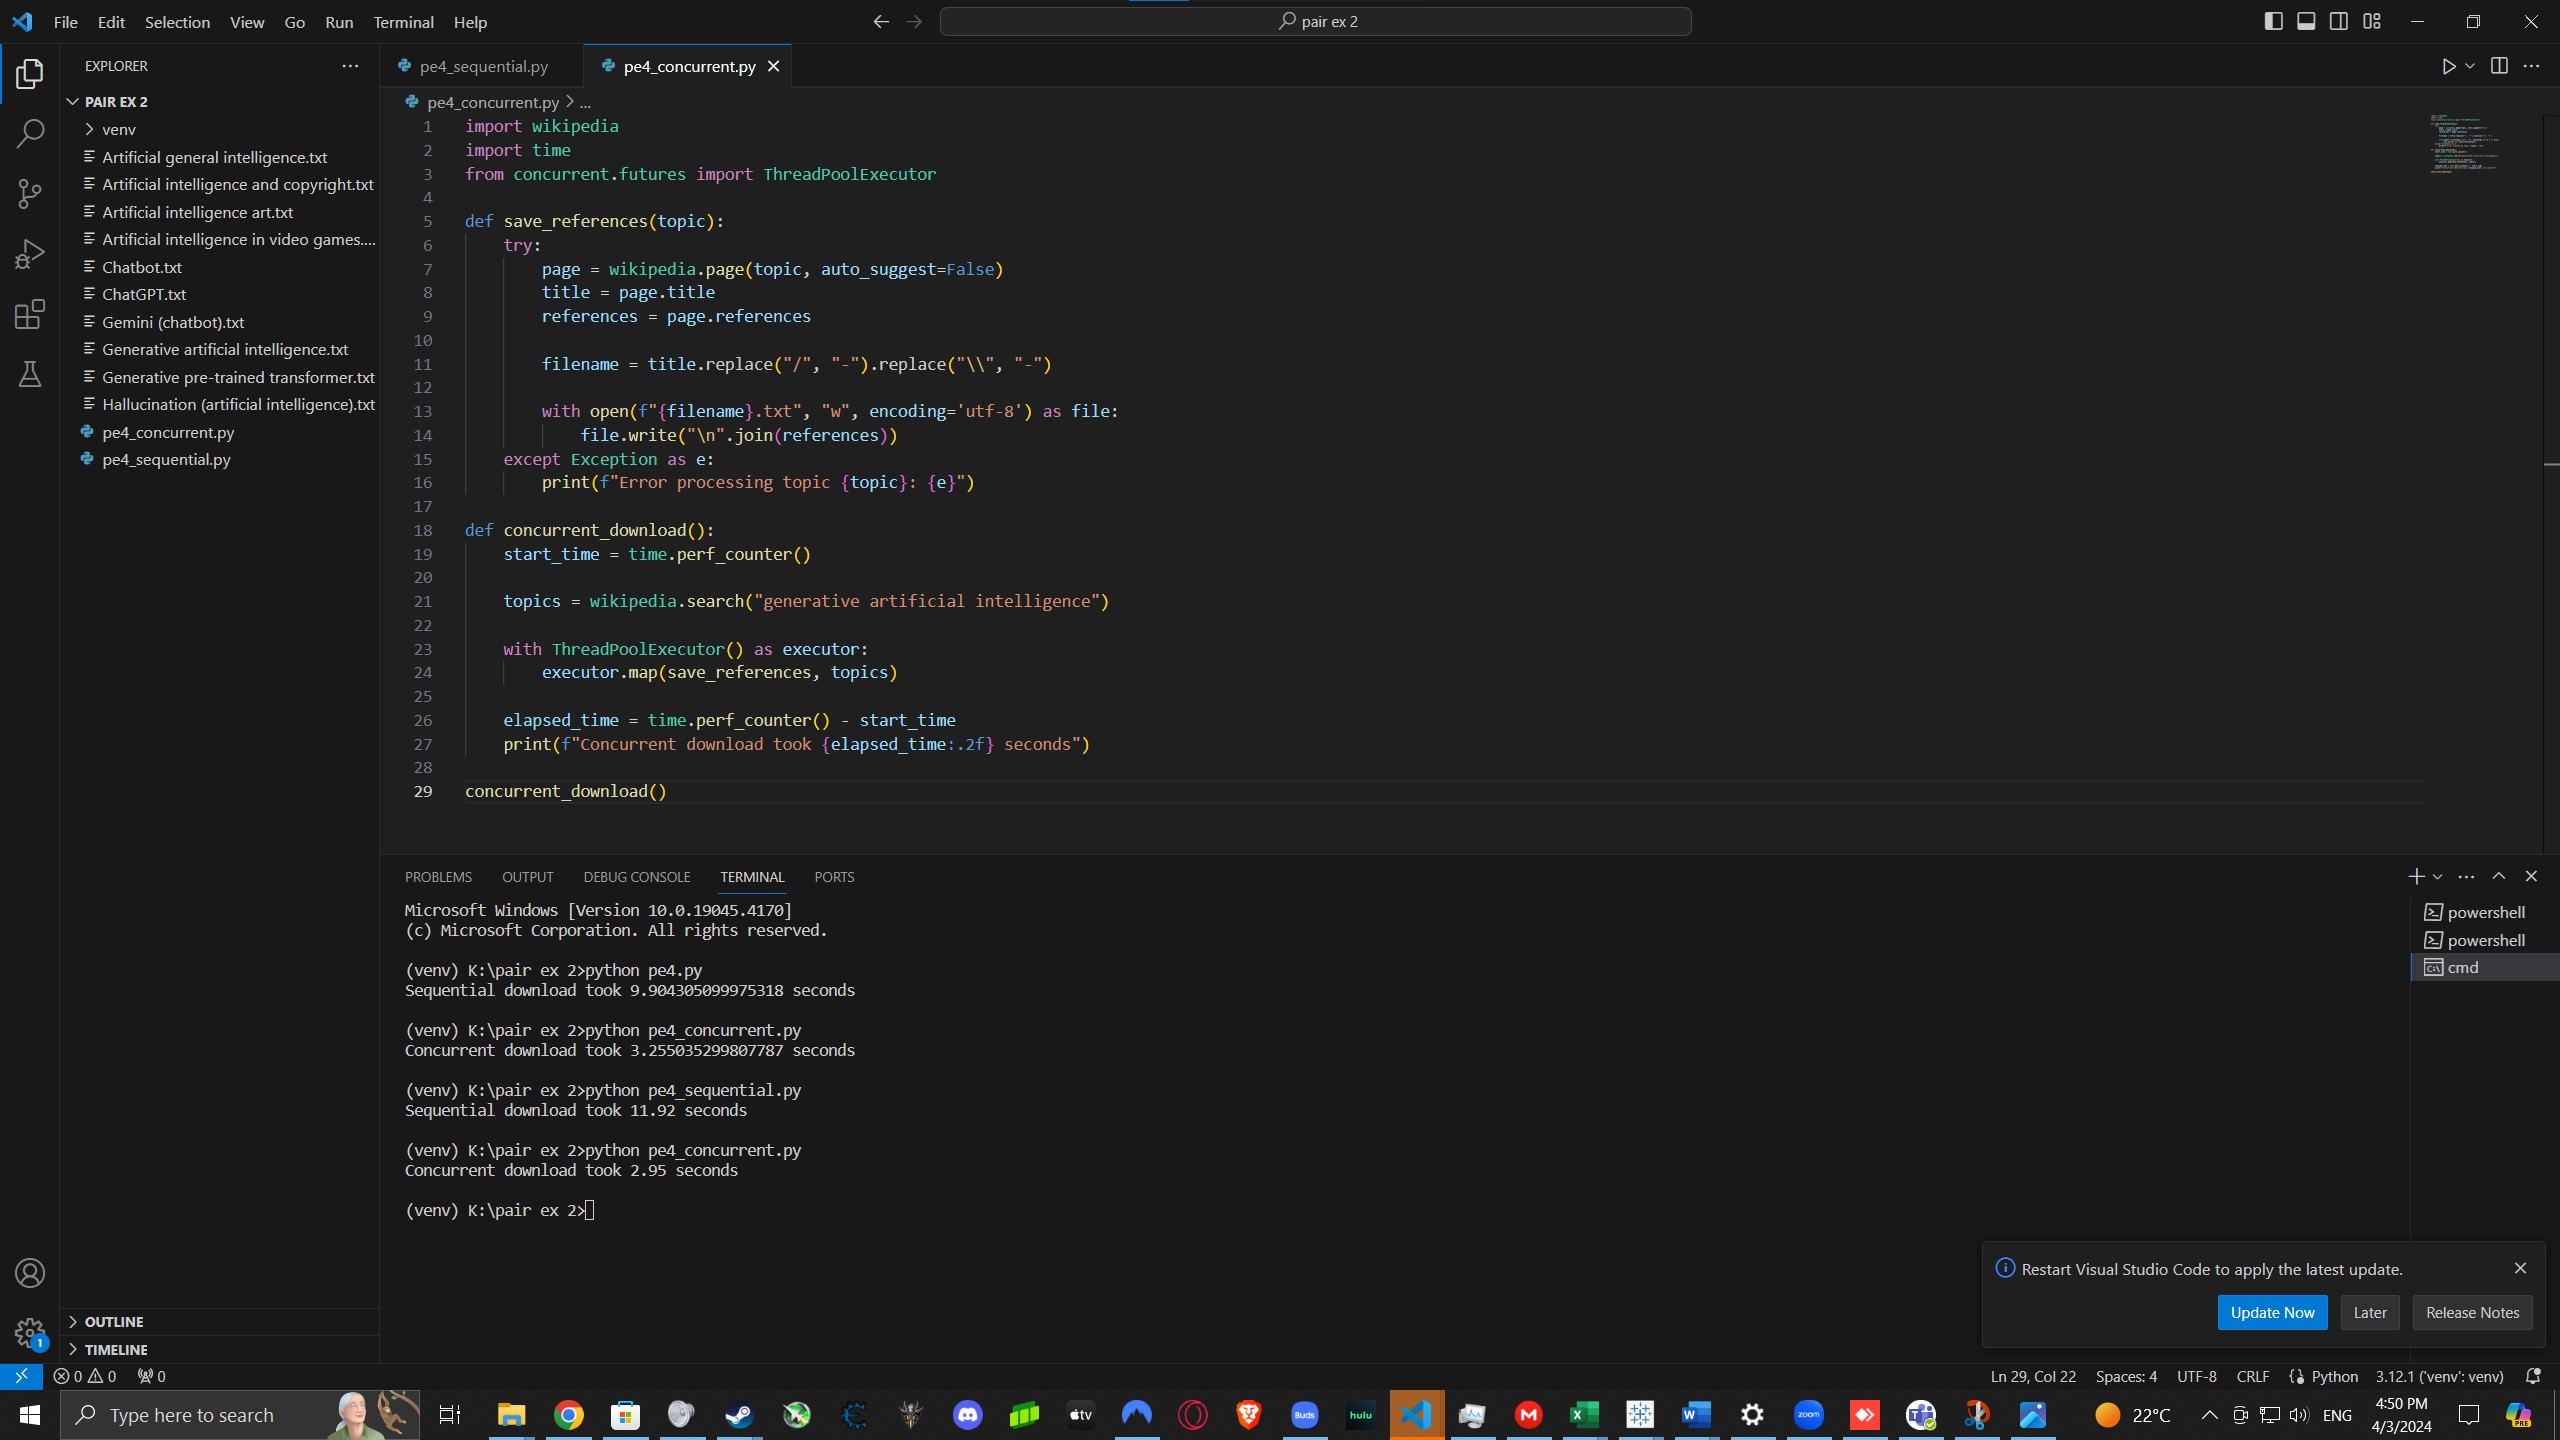 File Edit Selection View Go Run Terminal Help
pair ex 2
EXPLORER
PAIR EX 2
venv
Artificial general intelligence.txt
Artificial intelligence and copyright.txt
Artificial intelligence art.txt
Artificial intelligence in video games....
Chatbot.txt
ChatGPT.txt
Gemini (chatbot).txt
Generative artificial intelligence.txt
Generative pre-trained transformer.txt
Hallucination (artificial intelligence).txt
pe4_concurrent.py
pe4_sequential.py
OUTLINE
TIMELINE
pe4_sequential.py pe4_concurrent.py
pe4_concurrent.py > ...
1 import wikipedia
2 import time
3 from concurrent.futures import ThreadPoolExecutor
4
5 def save_references(topic):
6     try:
7         page = wikipedia.page(topic, auto_suggest=False)
8         title = page.title
9         references = page.references
10
11         filename = title.replace("/", "-").replace("\\", "-")
12
13         with open(f"{filename}.txt", "w", encoding='utf-8') as file:
14             file.write("\n".join(references))
15     except Exception as e:
16         print(f"Error processing topic {topic}: {e}")
17
18 def concurrent_download():
19     start_time = time.perf_counter()
20
21     topics = wikipedia.search("generative artificial intelligence")
22
23     with ThreadPoolExecutor() as executor:
24         executor.map(save_references, topics)
25
26     elapsed_time = time.perf_counter() - start_time
27     print(f"Concurrent download took {elapsed_time:.2f} seconds")
28
29 concurrent_download()
PROBLEMS OUTPUT DEBUG CONSOLE TERMINAL PORTS
Microsoft Windows [Version 10.0.19045.4170]
(c) Microsoft Corporation. All rights reserved.
(venv) K:\pair ex 2>python pe4.py
Sequential download took 9.904305099975318 seconds
(venv) K:\pair ex 2>python pe4_concurrent.py
Concurrent download took 3.255035299807787 seconds
(venv) K:\pair ex 2>python pe4_sequential.py
Sequential download took 11.92 seconds
(venv) K:\pair ex 2>python pe4_concurrent.py
Concurrent download took 2.95 seconds
(venv) K:\pair ex 2>
powershell
powershell
cmd
Restart Visual Studio Code to apply the latest update.
Update Now Later Release Notes
1
0 0 0
Ln 29, Col 22 Spaces: 4 UTF-8 CRLF Python 3.12.1 ('venv': venv)
Type here to search
tv
Buds
hulu
zoom
22°C
ENG
4:50 PM
4/3/2024
PRE